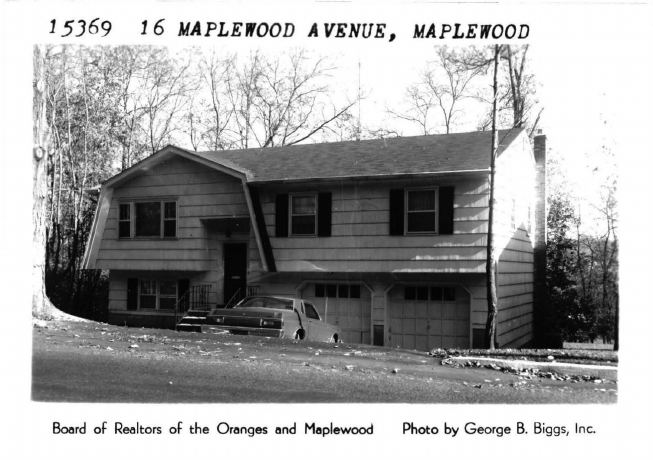 15369 16 MAPLEWOOD AVENUE, MAPLEWOOD
Board of Realtors of the Oranges and Maplewood Photo by George B. Biggs, Inc.